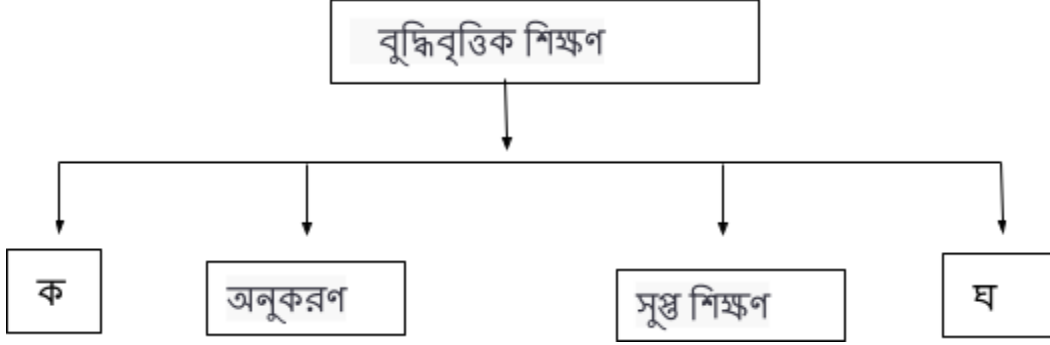 বুদ্ধিবৃত্তিক শিক্ষণ
ক
অনুকরণ
সুপ্ত শিক্ষণ
ঘ